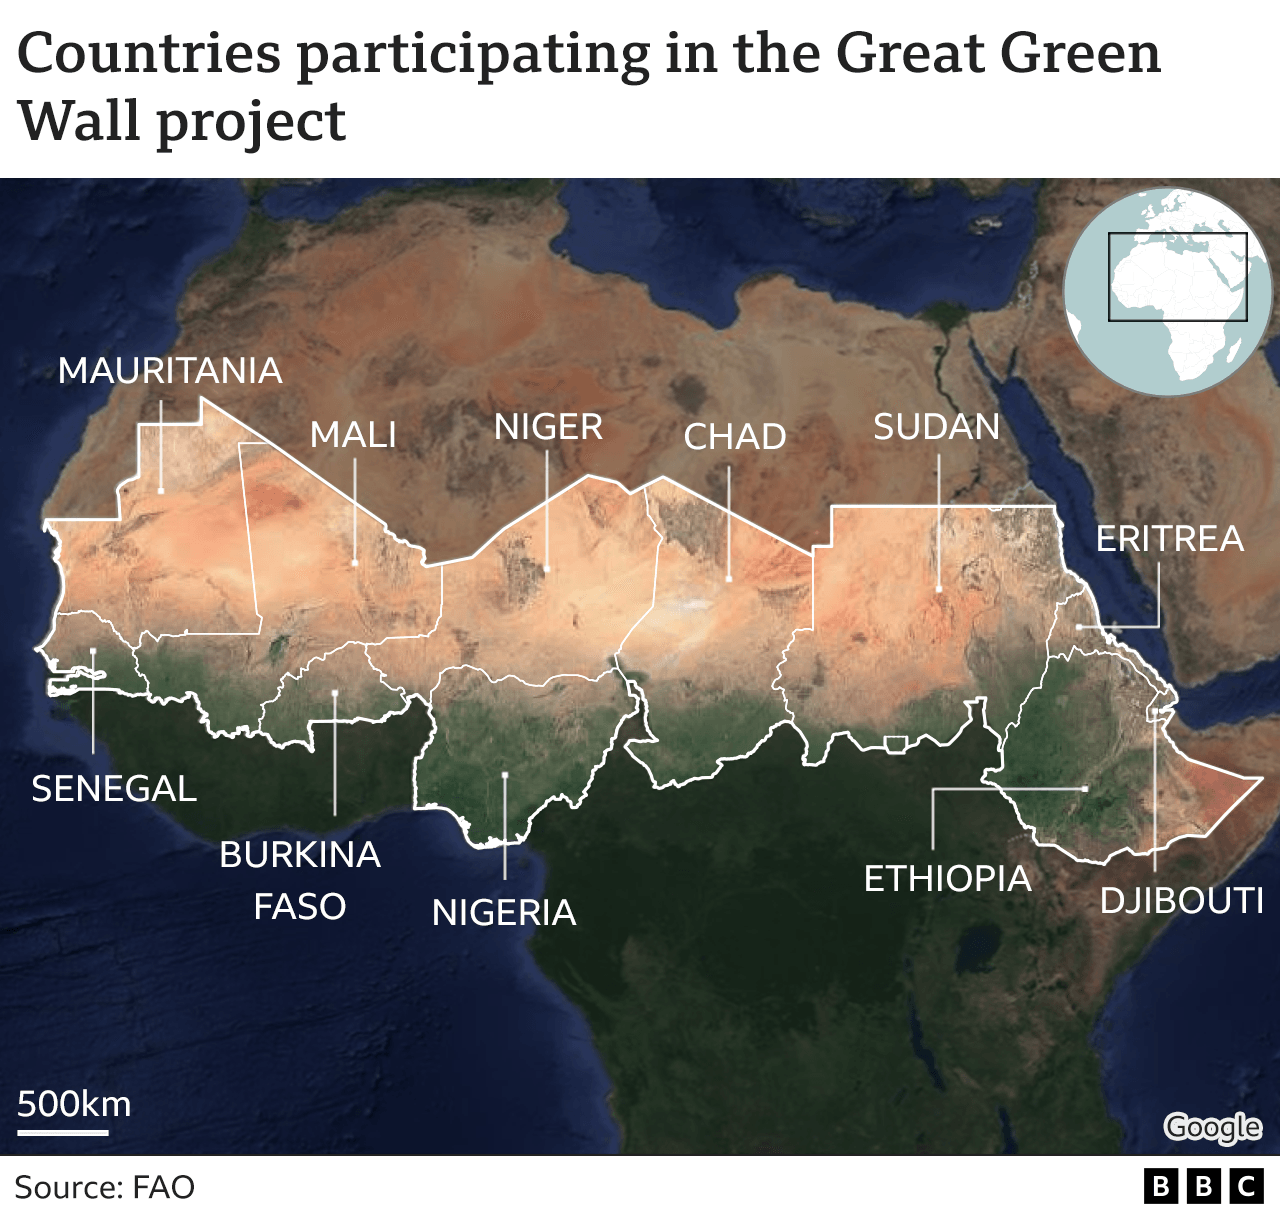 Countries participating in the Great Green
Wall project
MAURITANIA
MALI
NIGER
CHAD
SUDAN
ERITREA
SENEGAL
BURKINA
FASO
NIGERIA
ETHIOPIA
DJIBOUTI
500km
Google
Source: FAO
BBC